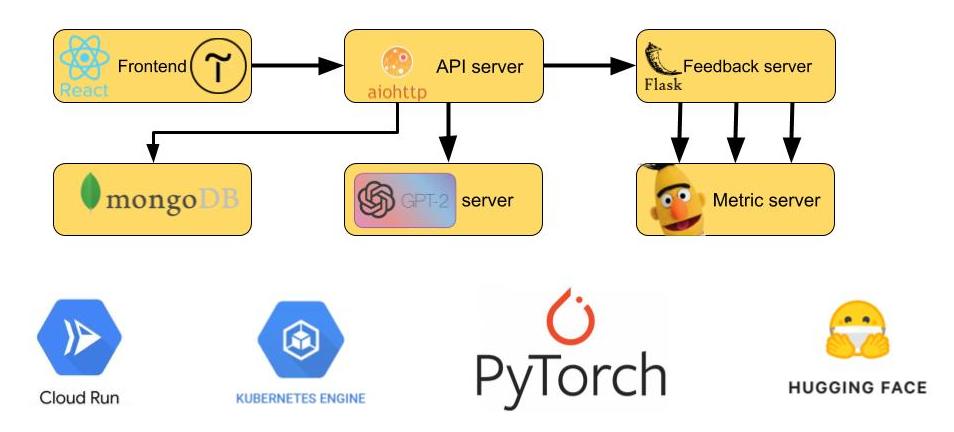 Frontend
React
API server
aiohttp
Feedback server
Flask
mongoDB
GPT-2 server
Metric server
Cloud Run
KUBERNETES ENGINE
PyTorch
HUGGING FACE